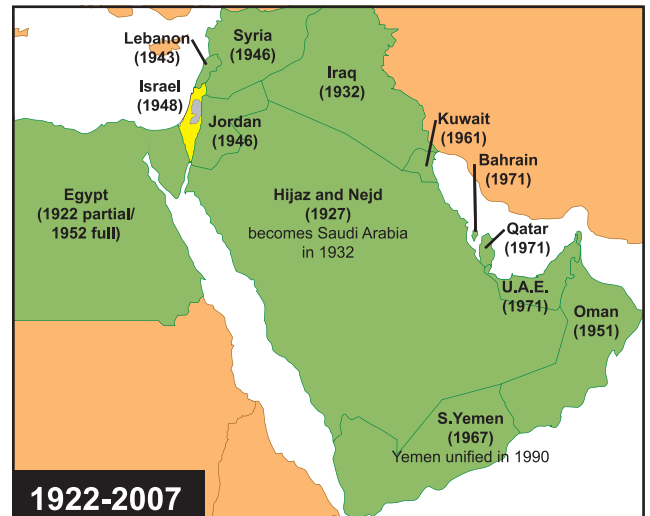 Lebanon
(1943)
Syria
(1946)
Iraq
(1932)
Israel
(1948)
Jordan
(1946)
Kuwait
(1961)
Bahrain
(1971)
Egypt
(1922 partial/
1952 full)
Hijaz and Nejd
(1927)
becomes Saudi Arabia
in 1932
Qatar
(1971)
U.A.E.
(1971)
Oman
(1951)
S.Yemen
(1967)
Yemen unified in 1990
1922-2007